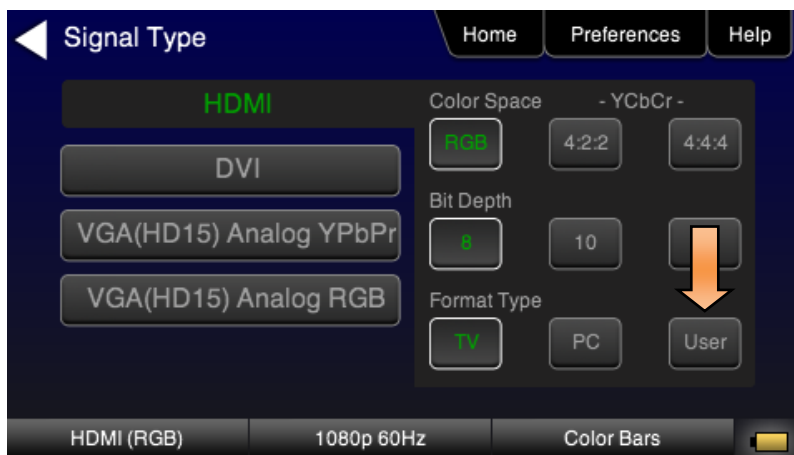 Signal Type
Home
Preferences
Help
HDMI
DVI
VGA(HD15) Analog YPbPr
VGA(HD15) Analog RGB
Color Space
- YCbCr -
RGB
4:2:2
4:4:4
Bit Depth
8
10
Format Type
TV
PC
User
HDMI (RGB)
1080p 60Hz
Color Bars